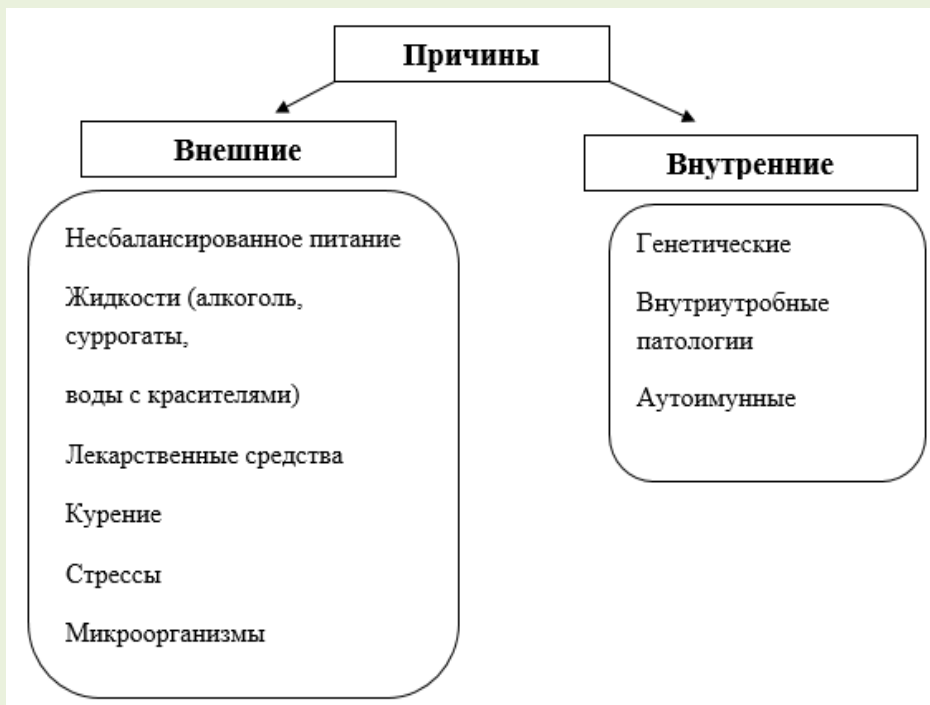 Причины
Внешние
Несбалансированное питание
Жидкости (алкоголь,
суррогаты,
воды с красителями)
Лекарственные средства
Курение
Стрессы
Микроорганизмы
Внутренние
Генетические
Внутриутробные
патологии
Аутоимунные